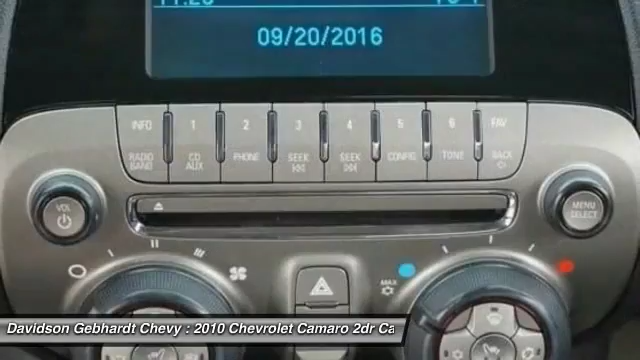 09/20/2016
INFO 1 2 3 4 5 6 FAV
RADIO BAND CD AUX PHONE SEEK SEEK CONFIG TONE BACK
VOL
MENU SELECT
MAX
Davidson Gebhardt Chevy : 2010 Chevrolet Camaro 2dr Ca